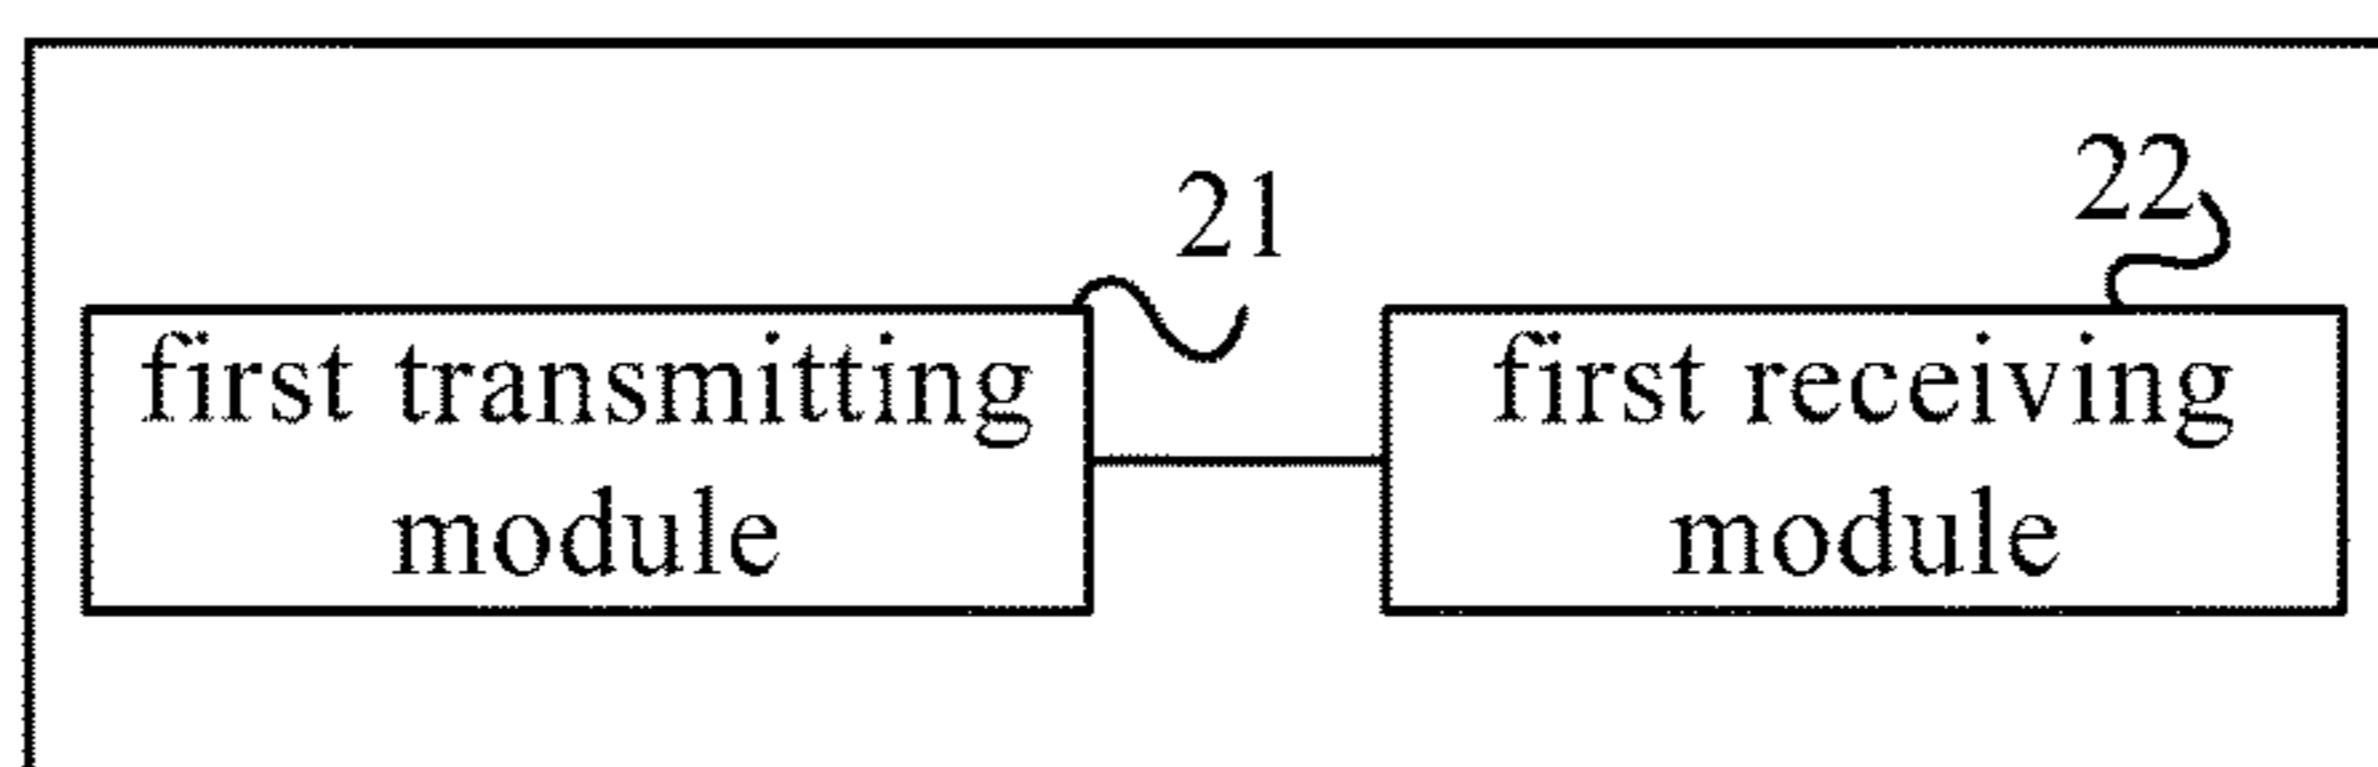 21
22
first transmitting
module
first receiving
module